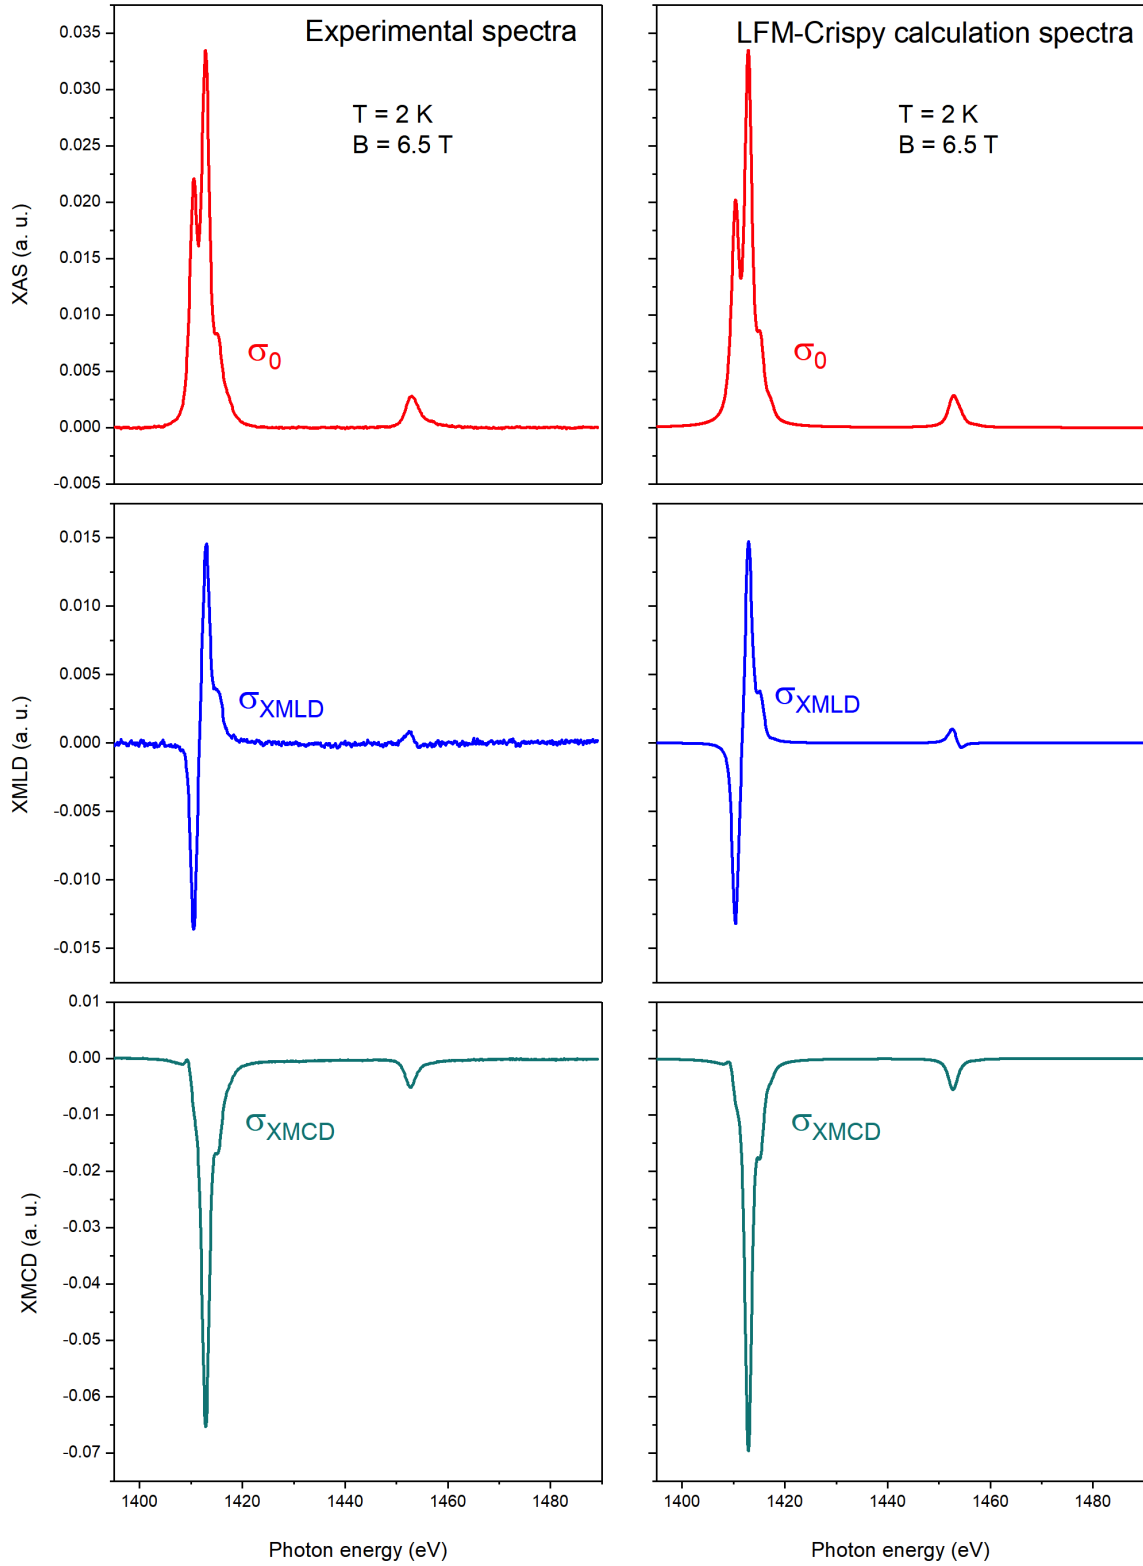 Experimental spectra
LFM-Crispy calculation spectra
T = 2 K
B = 6.5 T
T = 2 K
B = 6.5 T
XAS (a. u.)
0.035
0.030
0.025
0.020
0.015
0.010
0.005
0.000
-0.005
σ0
σ0
XMLD (a. u.)
0.015
0.010
0.005
0.000
-0.005
-0.010
-0.015
σXMLD
σXMLD
XMCD (a. u.)
0.01
0.00
-0.01
-0.02
-0.03
-0.04
-0.05
-0.06
-0.07
σXMCD
σXMCD
1400 1420 1440 1460 1480
1400 1420 1440 1460 1480
Photon energy (eV)
Photon energy (eV)